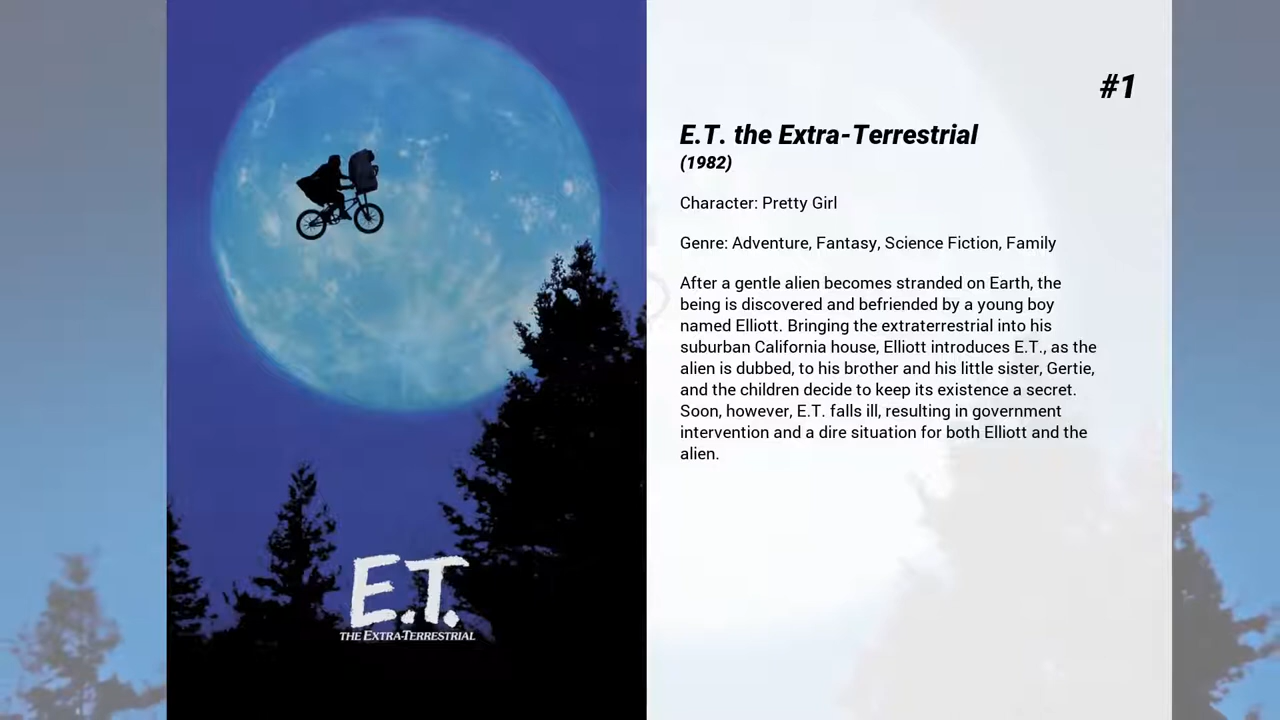 #1
E.T. the Extra-Terrestrial
(1982)
Character: Pretty Girl
Genre: Adventure, Fantasy, Science Fiction, Family
After a gentle alien becomes stranded on Earth, the
being is discovered and befriended by a young boy
named Elliott. Bringing the extraterrestrial into his
suburban California house, Elliott introduces E.T., as the
alien is dubbed, to his brother and his little sister, Gertie,
and the children decide to keep its existence a secret.
Soon, however, E.T. falls ill, resulting in government
intervention and a dire situation for both Elliott and the
alien.
E.T.
THE EXTRA-TERRESTRIAL